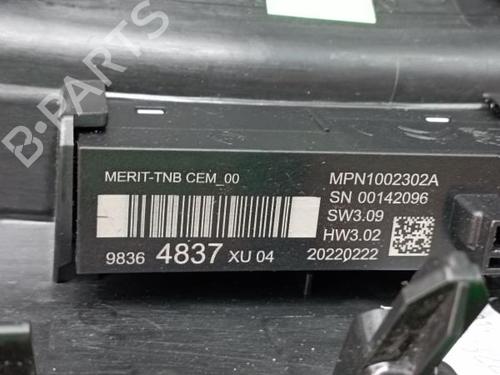 B-PARTS
MERIT-TNB CEM_00
MPN1002302A
SN 00142096
SW3.09
HW3.02
9836 4837 XU 04
20220222